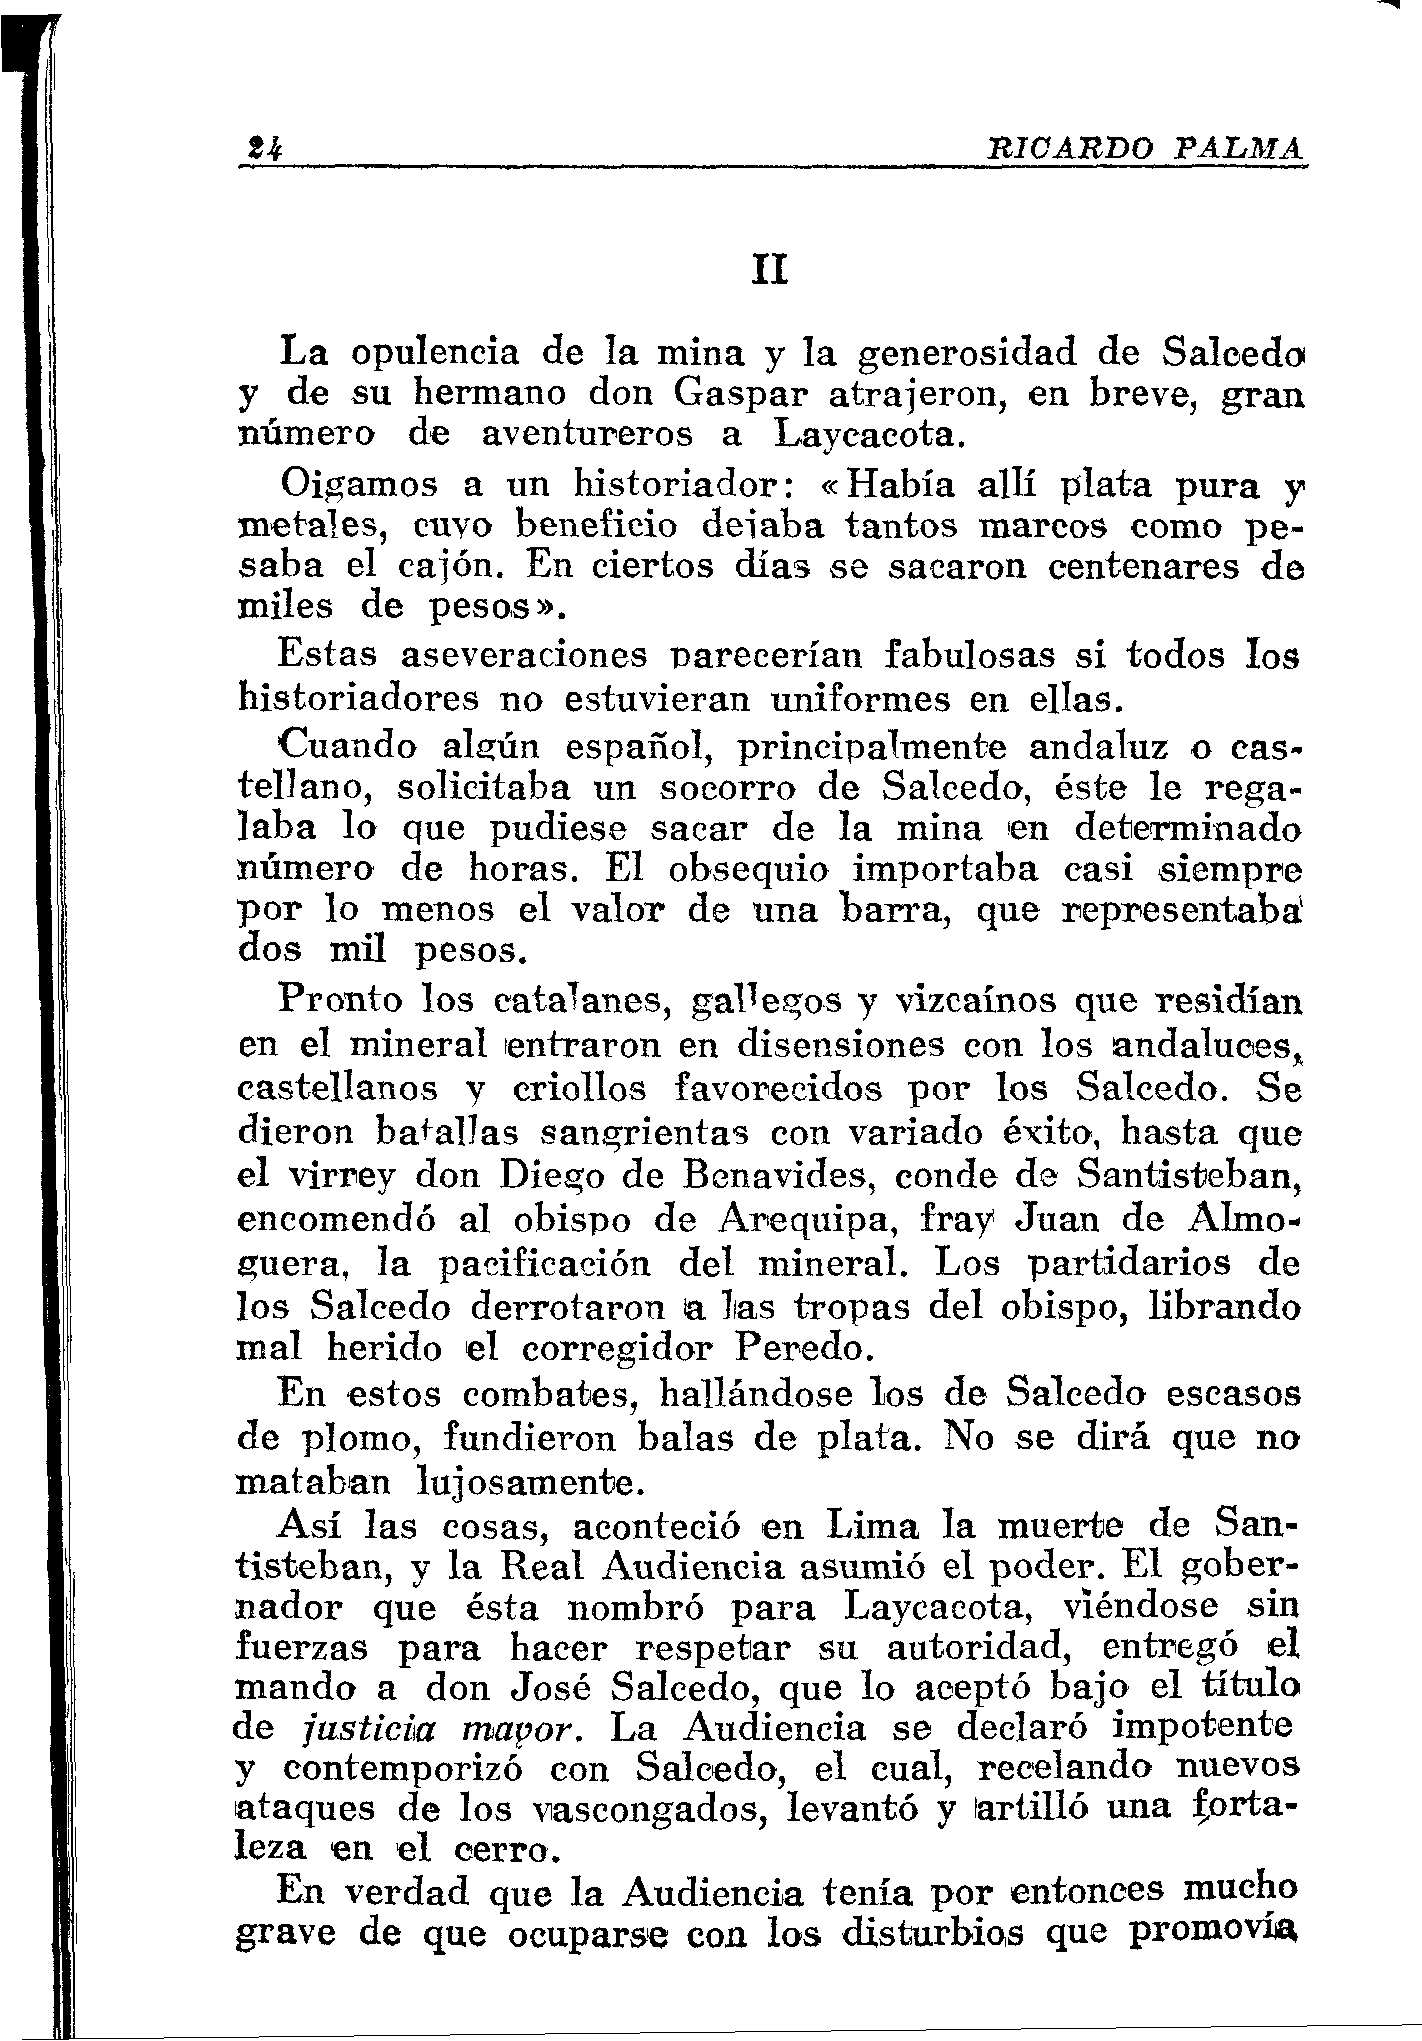 24 RICARDO PALMA
II
La opulencia de la mina y la generosidad de Salcedo
y de su hermano don Gaspar atrajeron, en breve, gran
número de aventureros a Laycacota.
Oigamos a un historiador: «Había allí plata pura y
metales, cuyo beneficio dejaba tantos marcos como pe-
saba el cajón. En ciertos días se sacaron centenares de
miles de pesos».
Estas aseveraciones parecerían fabulosas si todos los
historiadores no estuvieran uniformes en ellas.
Cuando algún español, principalmente andaluz o cas-
tellano, solicitaba un socorro de Salcedo, éste le rega-
laba lo que pudiese sacar de la mina en determinado
número de horas. El obsequio importaba casi siempre
por lo menos el valor de una barra, que representaba
dos mil pesos.
Pronto los catalanes, gallegos y vizcaínos que residían
en el mineral entraron en disensiones con los andaluces,
castellanos y criollos favorecidos por los Salcedo. Se
dieron batallas sangrientas con variado éxito, hasta que
el virrey don Diego de Benavides, conde de Santisteban,
encomendó al obispo de Arequipa, fray Juan de Almo-
guera, la pacificación del mineral. Los partidarios de
los Salcedo derrotaron a las tropas del obispo, librando
mal herido el corregidor Peredo.
En estos combates, hallándose los de Salcedo escasos
de plomo, fundieron balas de plata. No se dirá que no
mataban lujosamente.
Así las cosas, aconteció en Lima la muerte de San-
tisteban, y la Real Audiencia asumió el poder. El gober-
nador que ésta nombró para Laycacota, viéndose sin
fuerzas para hacer respetar su autoridad, entregó el
mando a don José Salcedo, que lo aceptó bajo el título
de justicia mayor. La Audiencia se declaró impotente
y contemporizó con Salcedo, el cual, recelando nuevos
ataques de los vascongados, levantó y artilló una forta-
leza en el cerro.
En verdad que la Audiencia tenía por entonces mucho
grave de que ocuparse con los disturbios que promovía